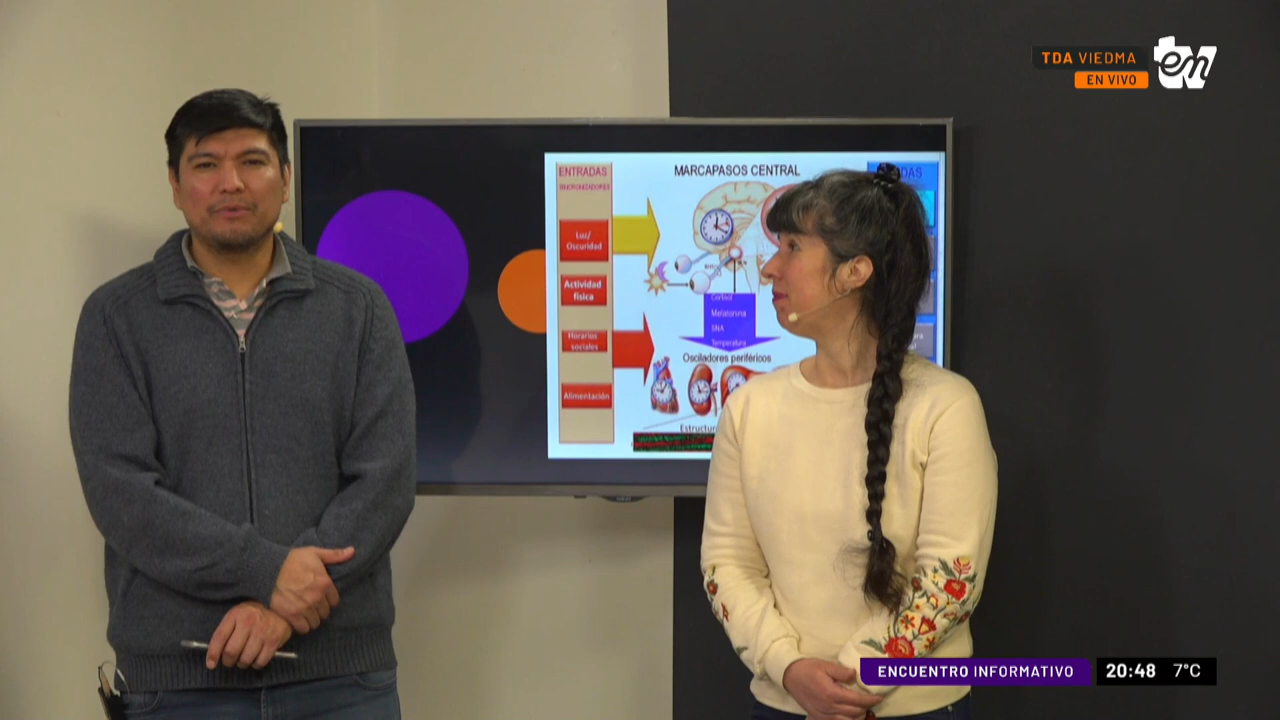 TDA VIEDMA
EN VIVO
em
ENTRADAS
SINCRONIZADORES
MARCAPASOS CENTRAL
Luz/
Oscuridad
Actividad
física
Horarios
sociales
Alimentación
Cortisol
Melatonina
SNA
Temperatura
Osciladores periféricos
ENCUENTRO INFORMATIVO
20:48 7°C